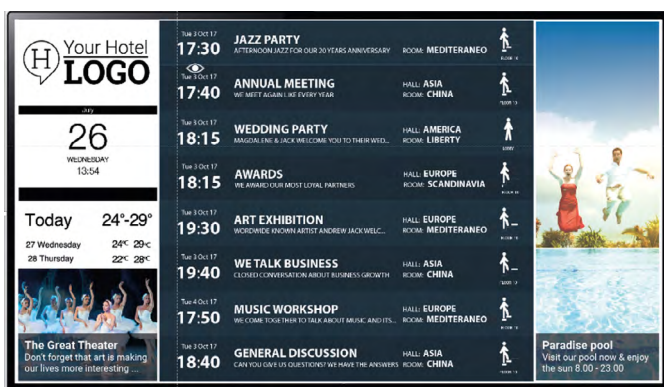 H
Your Hotel
LOGO
July
26
WEDNEBDAY
13:54
Today 24°-29°
27 Wednesday 24°C 29°C
28 Thursday 22°C 28°C
The Great Theater
Don't forget that art is making
our lives more interesting ...
Tue 3 Oct 17
17:30
JAZZ PARTY
AFTERNOON JAZZ FOR OUR 20 YEARS ANNIVERSARY
ROOM: MEDITERANEO
Tue 3 Oct 17
17:40
ANNUAL MEETING
WE MEET AGAIN LIKE EVERY YEAR
HALL: ASIA
ROOM: CHINA
Tue 3 Oct 17
18:15
WEDDING PARTY
MAGDALENE & JACK WELCOME YOU TO THEIR WED...
HALL: AMERICA
ROOM: LIBERTY
LOBBY
Tue 3 Oct 17
18:15
AWARDS
WE AWARD OUR MOST LOYAL PARTNERS
HALL: EUROPE
ROOM: SCANDINAVIA
Tue 3 Oct 17
19:30
ART EXHIBITION
WORDWIDE KNOWN ARTIST ANDREW JACK WELC...
HALL: EUROPE
ROOM: MEDITERANEO
Tue 3 Oct 17
19:40
WE TALK BUSINESS
CLOSED CONVERSATION ABOUT BUSINESS GROWTH
HALL: ASIA
ROOM: CHINA
Tue 4 Oct 17
17:50
MUSIC WORKSHOP
WE COME TOGETHER TO TALK ABOUT MUSIC AND ITS...
HALL: EUROPE
ROOM: MEDITERANEO
Tue 3 Oct 17
18:40
GENERAL DISCUSSION
CAN YOU GIVE US QUESTIONS? WE HAVE THE ANSWERS
HALL: ASIA
ROOM: CHINA
Paradise pool
Visit our pool now & enjoy
the sun 8.00 - 23.00